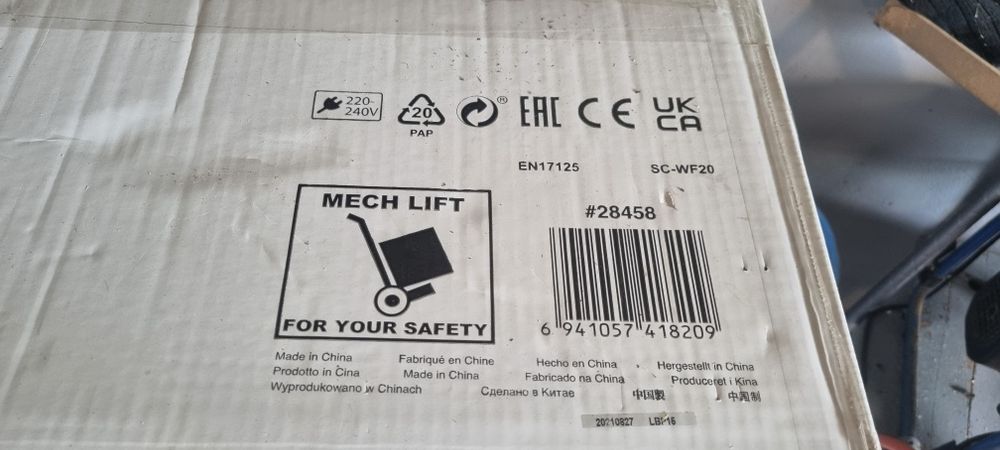 220-
240V
20
PAP
®
EAC
CE
UK
CA
EN17125
SC-WF20
MECH LIFT
FOR YOUR SAFETY
#28458
6 941057 418209
Made in China
Fabriqué en Chine
Hecho en China
Hergestellt in China
Prodotto in Cina
Made in China
Fabricado na China
Produceret i Kina
Wyprodukowano w Chinach
Сделано в Китае
中国製
中国制
20210827